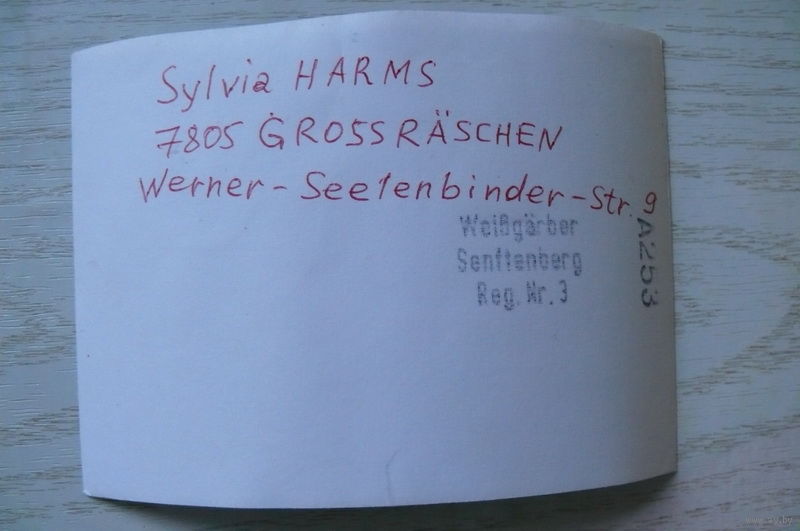 Sylvia HARMS
7805 GROSSRÄSCHEN
Werner-Seelenbinder-Str. 9
Weißgärber
Senftenberg
Reg. Nr. 3
A253